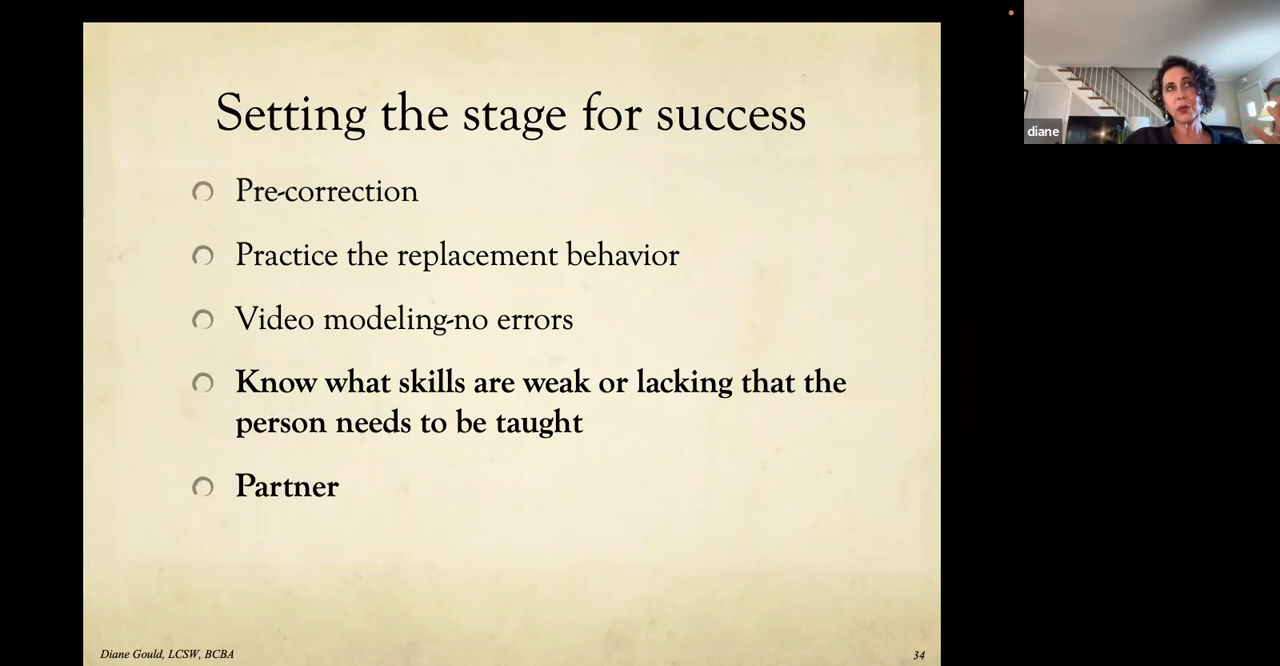 Setting the stage for success
Pre-correction
Practice the replacement behavior
Video modeling-no errors
Know what skills are weak or lacking that the
person needs to be taught
Partner
Diane Gould, LCSW, BCBA
34
diane